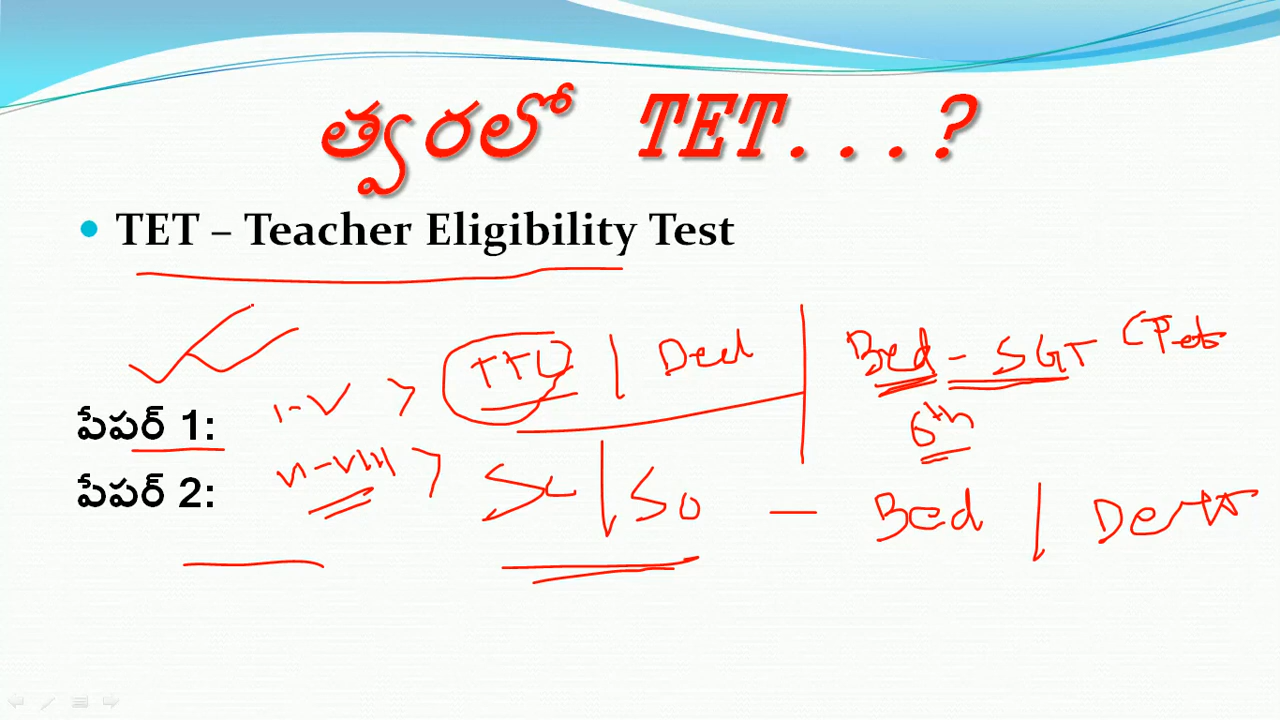 త్వరలో TET...?
TET – Teacher Eligibility Test
పేపర్ 1: I-V > TTC | Ded | Bed - SGT (Pet
6th
పేపర్ 2: VI-VIII > Sc | So - Bed |